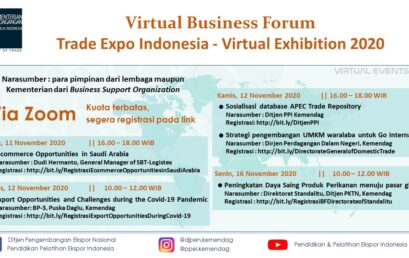 KEMENTERIAN
PERDAGANGAN
Virtual Business Forum
Trade Expo Indonesia - Virtual Exhibition 2020
Narasumber : para pimpinan dari lembaga maupun
Kementerian dari Business Support Organization
VIRTUAL EVENTS
Via Zoom
Kuota terbatas,
segera registrasi pada link
11 November 2020 || 16.00 – 18.00 WIB
commerce Opportunities in Saudi Arabia
Narasumber : Dudi Hermanto, General Manager of SBT-Logistex
Registrasi : http://bit.ly/RegistrasiEcommerceOpportunitiesinSaudiArabia
12 November 2020 || 10.00 – 12.00 WIB
Export Opportunities and Challenges during the Covid-19 Pandemic
Narasumber: BP-3, Puska Daglu, Kemendag
Registrasi : http://bit.ly/RegistrasiExportOpportunitiesDuringCovid-19
Kamis, 12 November 2020 || 16.00 – 18.00 WIB
Sosialisasi database APEC Trade Repository
Narasumber : Ditjen PPI Kemendag
Registrasi : http://bit.ly/DitjenPPI
Strategi pengembangan UMKM waralaba untuk Go Interna
Narasumber : Dirjen Perdagangan Dalam Negeri, Kemendag
Registrasi : http://bit.ly/DirectorateGeneralofDomesticTrade
Senin, 16 November 2020 || 10.00 – 12.00 WIB
Peningkatan Daya Saing Produk Perikanan menuju pasar gl
Narasumber : Direktorat Standalitu, Ditjen PKTN, Kemendag
Registrasi : http://bit.ly/RegistrasiBFDirectorateofStandalitu
Ditjen Pengembangan Ekspor Nasional
Pendidikan & Pelatihan Ekspor Indonesia
@djpen.kemendag
@ppei.kemendag
Pendidikan & Pelatihan Ekspor Indonesia